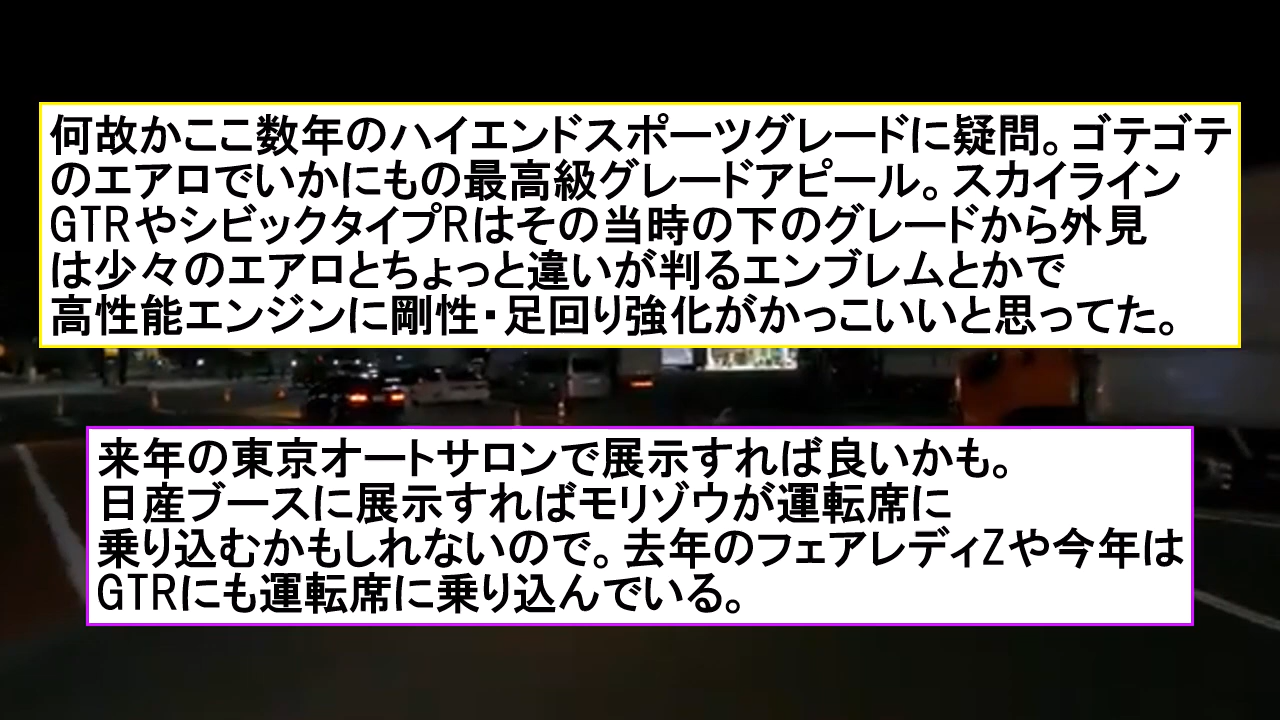 何故かここ数年のハイエンドスポーツグレードに疑問。ゴテゴテ
のエアロでいかにもの最高級グレードアピール。スカイライン
GTRやシビックタイプRはその当時の下のグレードから外見
は少々のエアロとちょっと違いが判るエンブレムとかで
高性能エンジンに剛性・足回り強化がかっこいいと思ってた。
来年の東京オートサロンで展示すれば良いかも。
日産ブースに展示すればモリゾウが運転席に
乗り込むかもしれないので。去年のフェアレディZや今年は
GTRにも運転席に乗り込んでいる。